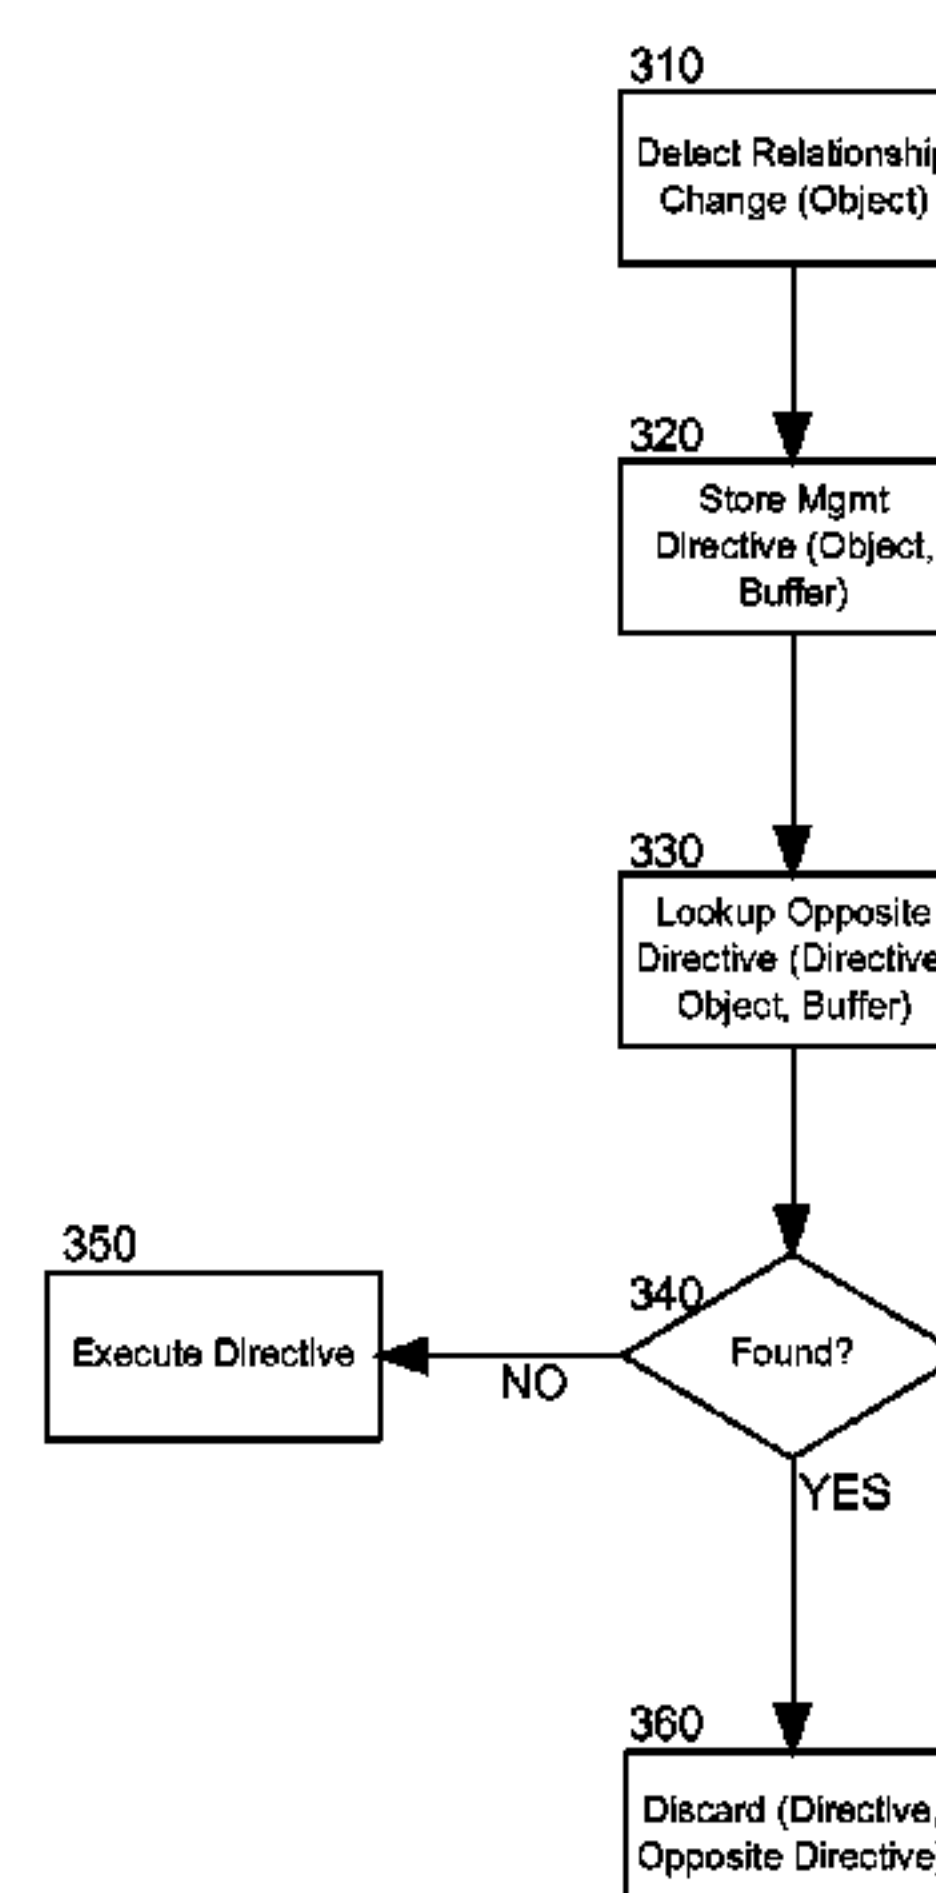 310
Detect Relationship
Change (Object)
320
Store Mgmt
Directive (Object,
Buffer)
330
Lookup Opposite
Directive (Directive
Object, Buffer)
350
Execute Directive
340
Found?
NO
YES
360
Discard (Directive,
Opposite Directive)